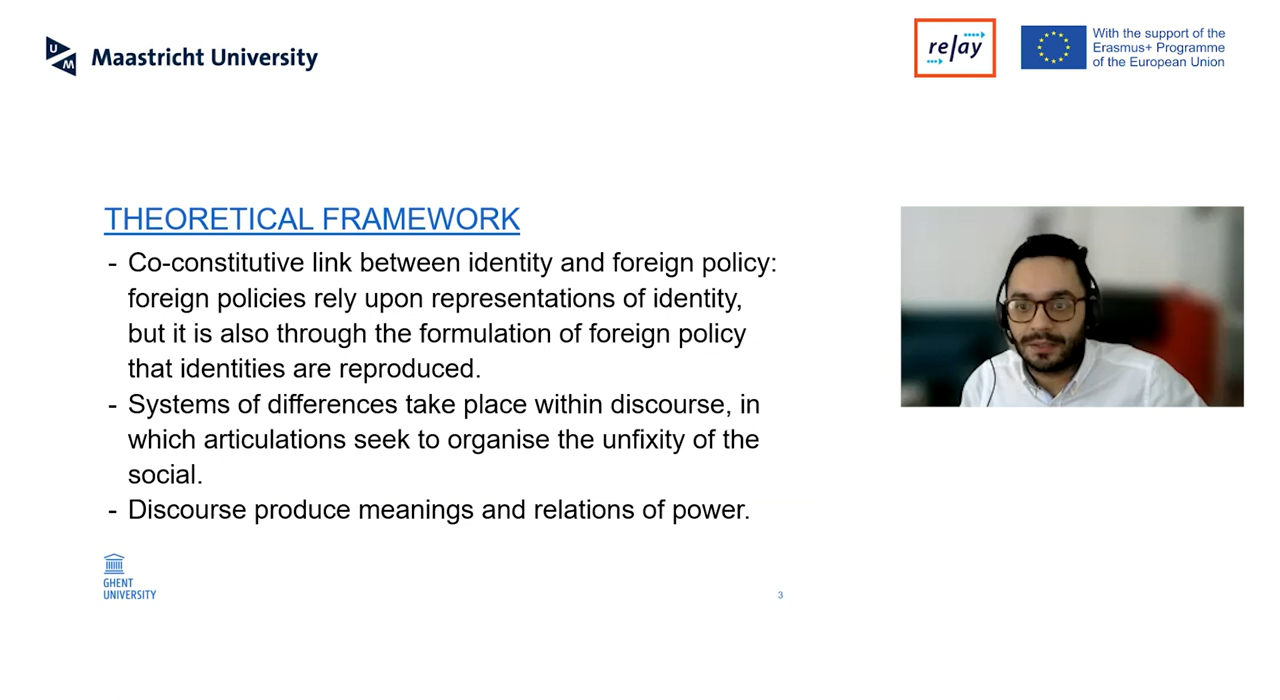 UM
Maastricht University
relay
With the support of the
Erasmus+ Programme
of the European Union
THEORETICAL FRAMEWORK
- Co-constitutive link between identity and foreign policy:
foreign policies rely upon representations of identity,
but it is also through the formulation of foreign policy
that identities are reproduced.
- Systems of differences take place within discourse, in
which articulations seek to organise the unfixity of the
social.
- Discourse produce meanings and relations of power.
GHENT
UNIVERSITY
3